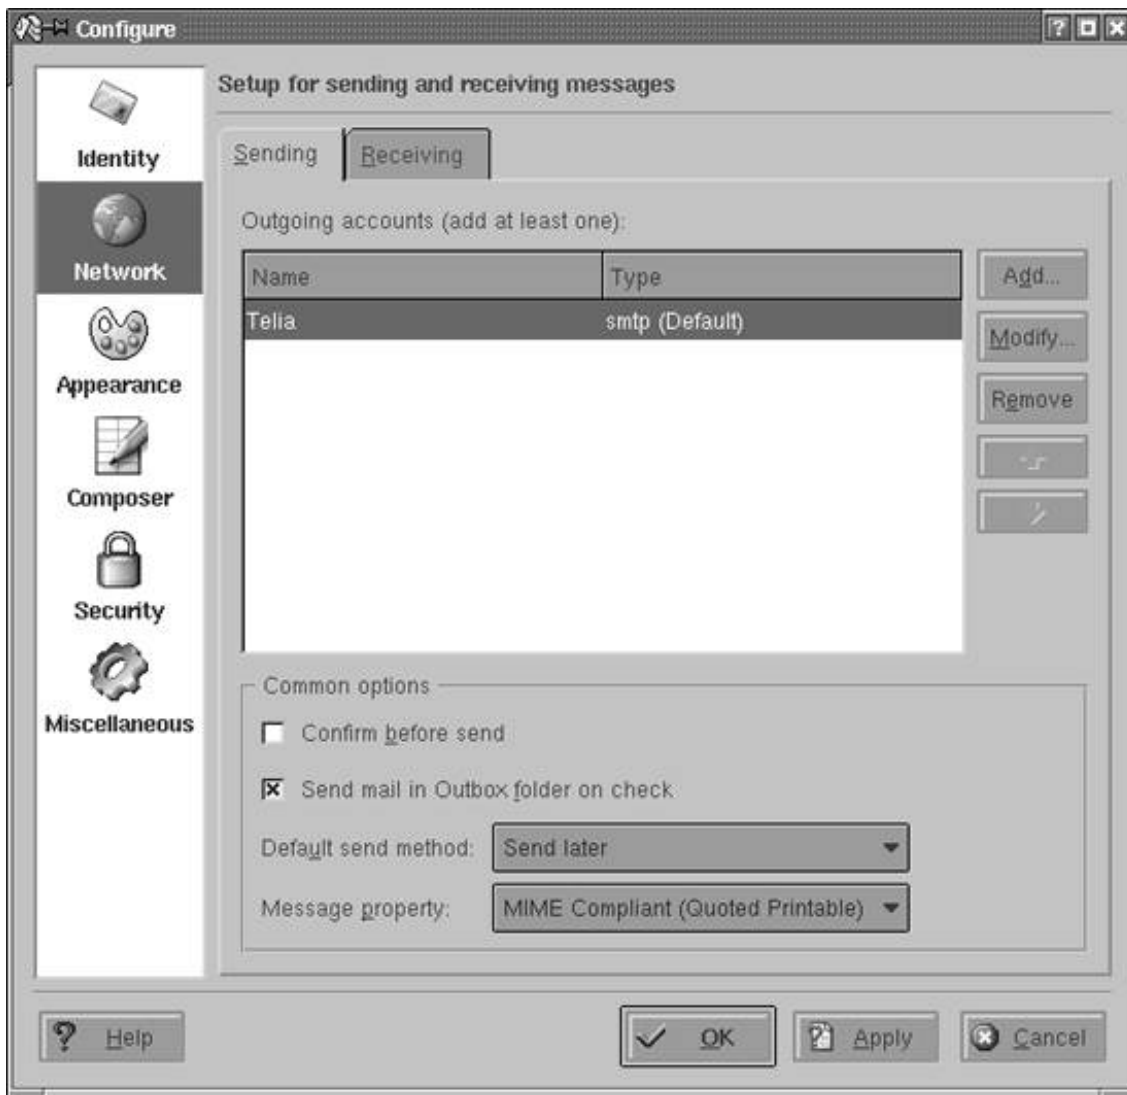 Configure
Setup for sending and receiving messages
Identity
Network
Appearance
Composer
Security
Miscellaneous
Sending
Receiving
Outgoing accounts (add at least one):
Name Type
Telia smtp (Default)
Add...
Modify...
Remove
Common options
Confirm before send
Send mail in Outbox folder on check
Default send method: Send later
Message property: MIME Compliant (Quoted Printable)
Help OK Apply Cancel